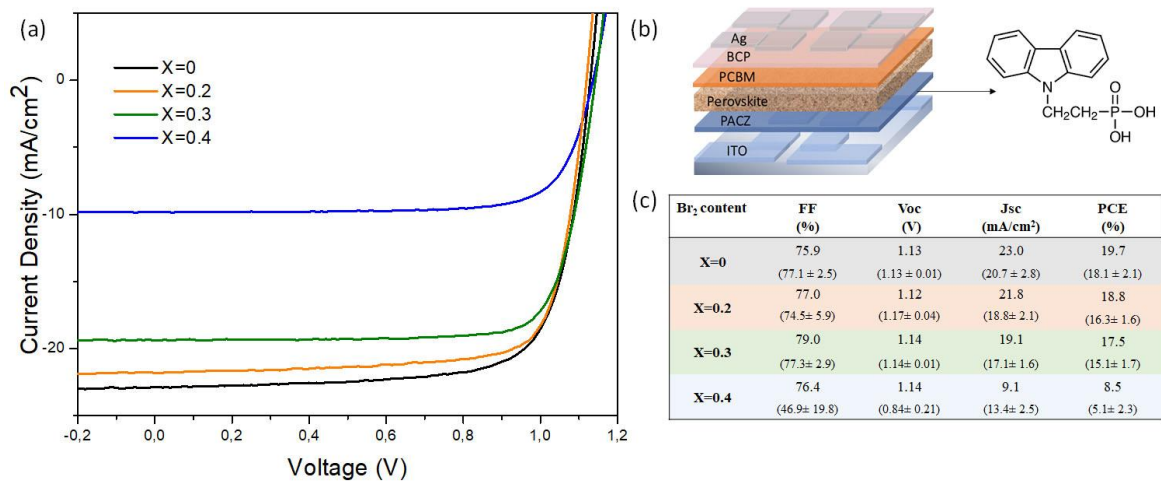 (a)
Current Density (mA/cm2)
0
-10
-20
X=0
X=0.2
X=0.3
X=0.4
-0,2 0,0 0,2 0,4 0,6 0,8 1,0 1,2
Voltage (V)
(b)
Ag
BCP
PCBM
Perovskite
PACZ
ITO
N
O
CH₂CH₂-P-OH
OH
(c)
Br₂ content FF (%) Voc (V) Jsc (mA/cm²) PCE (%)
X=0 75.9 1.13 23.0 19.7
(77.1 ± 2.5) (1.13 ± 0.01) (20.7 ± 2.8) (18.1 ± 2.1)
X=0.2 77.0 1.12 21.8 18.8
(74.5± 5.9) (1.17± 0.04) (18.8± 2.1) (16.3± 1.6)
X=0.3 79.0 1.14 19.1 17.5
(77.3± 2.9) (1.14± 0.01) (17.1± 1.6) (15.1± 1.7)
X=0.4 76.4 1.14 9.1 8.5
(46.9± 19.8) (0.84± 0.21) (13.4± 2.5) (5.1± 2.3)